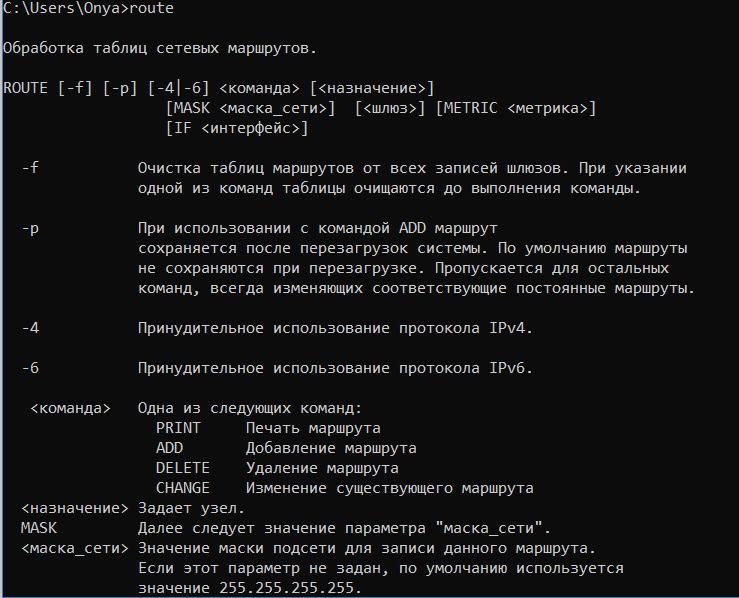 C:\Users\Onya>route
Обработка таблиц сетевых маршрутов.
ROUTE [-f] [-p] [-4|-6] <команда> [<назначение>]
[MASK <маска_сети>] [<шлюз>] [METRIC <метрика>]
[IF <интерфейс>]
-f Очистка таблиц маршрутов от всех записей шлюзов. При указании
одной из команд таблицы очищаются до выполнения команды.
-p При использовании с командой ADD маршрут
сохраняется после перезагрузок системы. По умолчанию маршруты
не сохраняются при перезагрузке. Пропускается для остальных
команд, всегда изменяющих соответствующие постоянные маршруты.
-4 Принудительное использование протокола IPv4.
-6 Принудительное использование протокола IPv6.
<команда> Одна из следующих команд:
PRINT Печать маршрута
ADD Добавление маршрута
DELETE Удаление маршрута
CHANGE Изменение существующего маршрута
<назначение> Задает узел.
MASK Далее следует значение параметра "маска_сети".
<маска_сети> Значение маски подсети для записи данного маршрута.
Если этот параметр не задан, по умолчанию используется
значение 255.255.255.255.